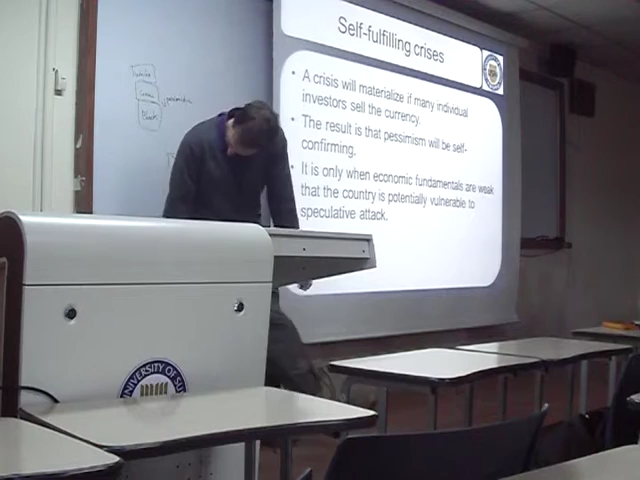 Self-fulfilling crises
• A crisis will materialize if many individual
investors sell the currency.
• The result is that pessimism will be self-
confirming.
• It is only when economic fundamentals are weak
that the country is potentially vulnerable to
speculative attack.
UNIVERSITY OF SU